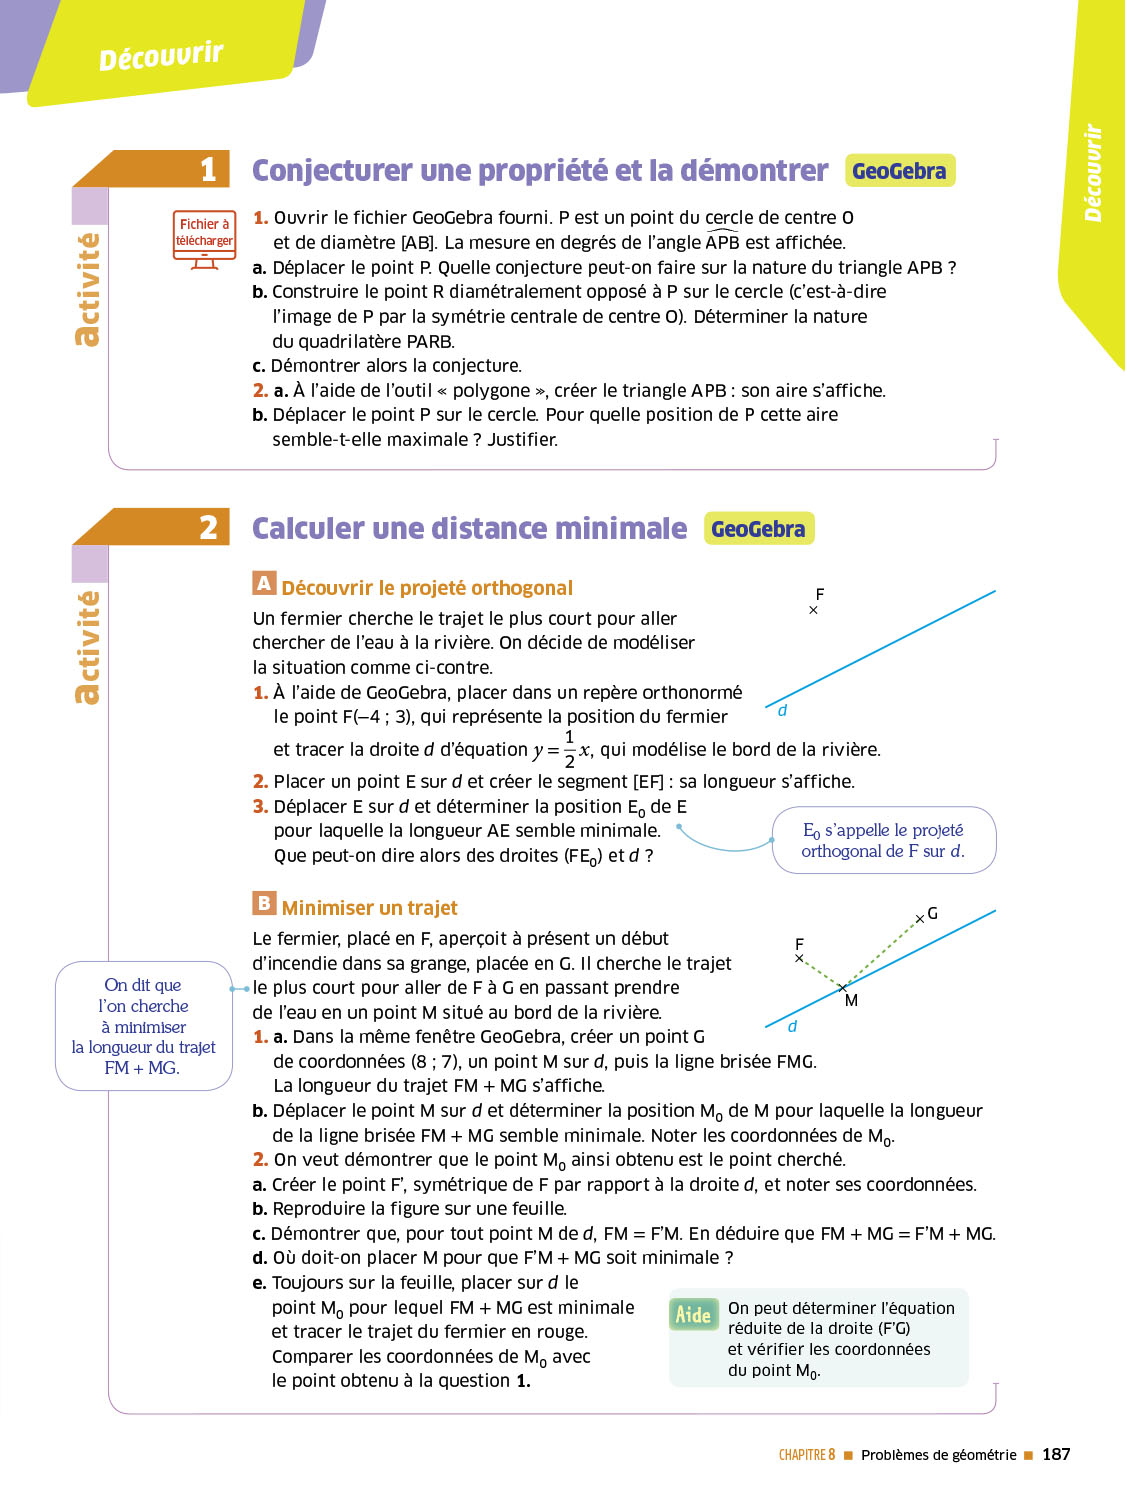 Découvrir
Découvrir
activité
1
Conjecturer une propriété et la démontrer
GeoGebra
Fichier à
télécharger
1. Ouvrir le fichier GeoGebra fourni. P est un point du cercle de centre O
et de diamètre [AB]. La mesure en degrés de l’angle APB est affichée.
a. Déplacer le point P. Quelle conjecture peut-on faire sur la nature du triangle APB ?
b. Construire le point R diamétralement opposé à P sur le cercle (c’est-à-dire
l’image de P par la symétrie centrale de centre O). Déterminer la nature
du quadrilatère PARB.
c. Démontrer alors la conjecture.
2. a. À l’aide de l’outil « polygone », créer le triangle APB : son aire s’affiche.
b. Déplacer le point P sur le cercle. Pour quelle position de P cette aire
semble-t-elle maximale ? Justifier.
activité
2
Calculer une distance minimale
GeoGebra
A Découvrir le projeté orthogonal
Un fermier cherche le trajet le plus court pour aller
chercher de l’eau à la rivière. On décide de modéliser
la situation comme ci-contre.
1. À l’aide de GeoGebra, placer dans un repère orthonormé
le point F(–4 ; 3), qui représente la position du fermier
et tracer la droite d d’équation y = 1/2 x, qui modélise le bord de la rivière.
F
d
2. Placer un point E sur d et créer le segment [EF] : sa longueur s’affiche.
3. Déplacer E sur d et déterminer la position E₀ de E
pour laquelle la longueur AE semble minimale.
Que peut-on dire alors des droites (FE₀) et d ?
E₀ s’appelle le projeté
orthogonal de F sur d.
B Minimiser un trajet
Le fermier, placé en F, aperçoit à présent un début
d’incendie dans sa grange, placée en G. Il cherche le trajet
le plus court pour aller de F à G en passant prendre
de l’eau en un point M situé au bord de la rivière.
G
F
M
d
On dit que
l’on cherche
à minimiser
la longueur du trajet
FM + MG.
1. a. Dans la même fenêtre GeoGebra, créer un point G
de coordonnées (8 ; 7), un point M sur d, puis la ligne brisée FMG.
La longueur du trajet FM + MG s’affiche.
b. Déplacer le point M sur d et déterminer la position M₀ de M pour laquelle la longueur
de la ligne brisée FM + MG semble minimale. Noter les coordonnées de M₀.
2. On veut démontrer que le point M₀ ainsi obtenu est le point cherché.
a. Créer le point F’, symétrique de F par rapport à la droite d, et noter ses coordonnées.
b. Reproduire la figure sur une feuille.
c. Démontrer que, pour tout point M de d, FM = F’M. En déduire que FM + MG = F’M + MG.
d. Où doit-on placer M pour que F’M + MG soit minimale ?
e. Toujours sur la feuille, placer sur d le
point M₀ pour lequel FM + MG est minimale
et tracer le trajet du fermier en rouge.
Comparer les coordonnées de M₀ avec
le point obtenu à la question 1.
Aide
On peut déterminer l’équation
réduite de la droite (F’G)
et vérifier les coordonnées
du point M₀.
CHAPITRE 8 ■ Problèmes de géométrie ■ 187